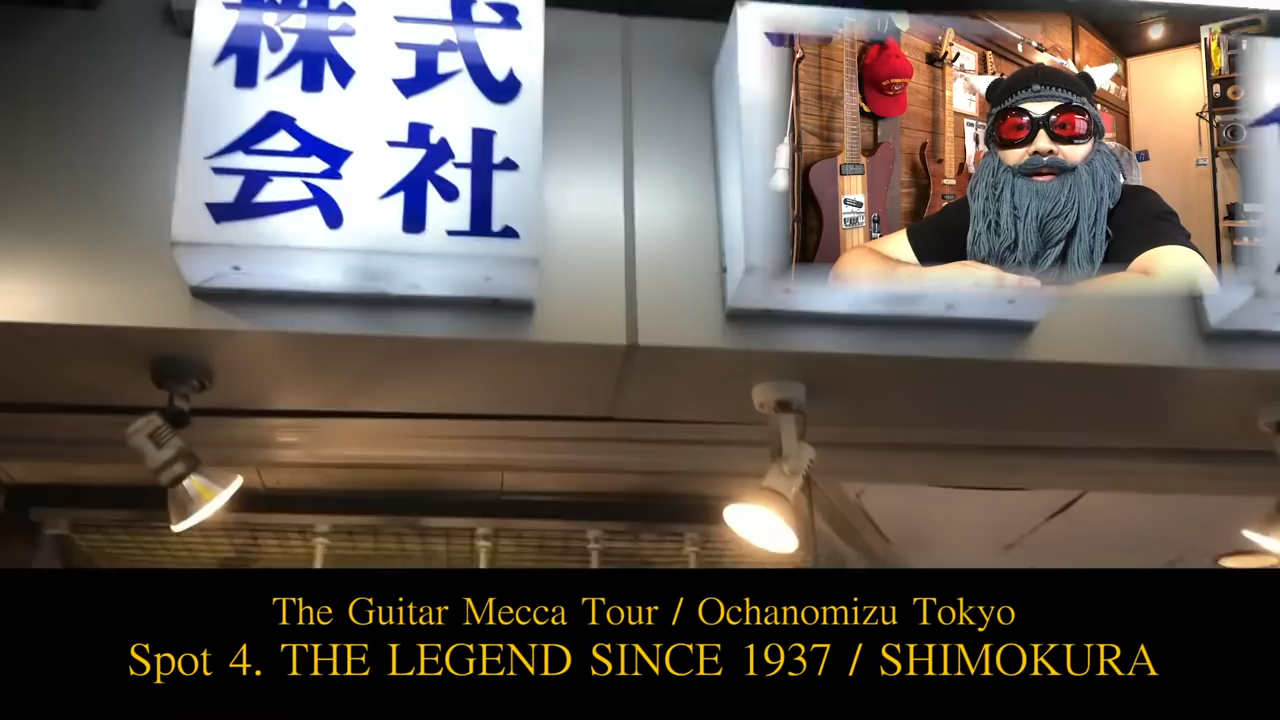 株式
会社
The Guitar Mecca Tour / Ochanomizu Tokyo
Spot 4. THE LEGEND SINCE 1937 / SHIMOKURA